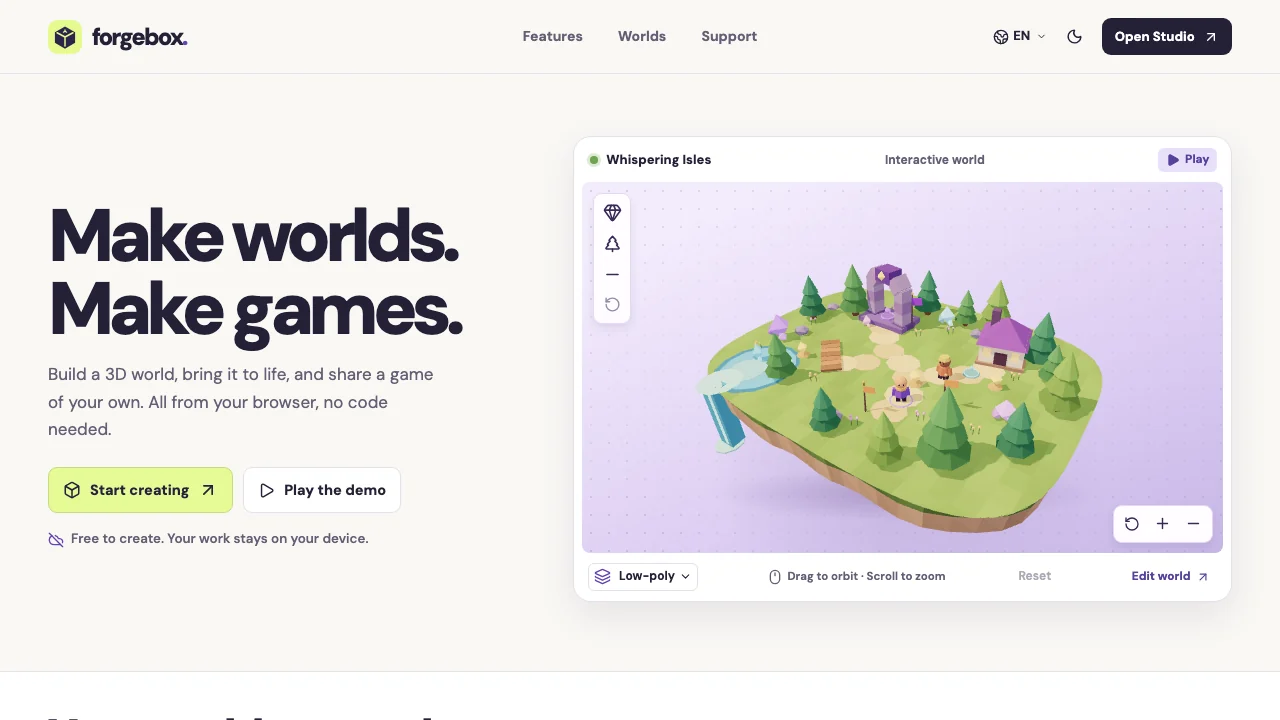 forgebox.
Features
Worlds
Support
EN
Open Studio
Whispering Isles
Interactive world
Play
Make worlds.
Make games.
Build a 3D world, bring it to life, and share a game
of your own. All from your browser, no code
needed.
Start creating
Play the demo
Free to create. Your work stays on your device.
Low-poly
Drag to orbit · Scroll to zoom
Reset
Edit world